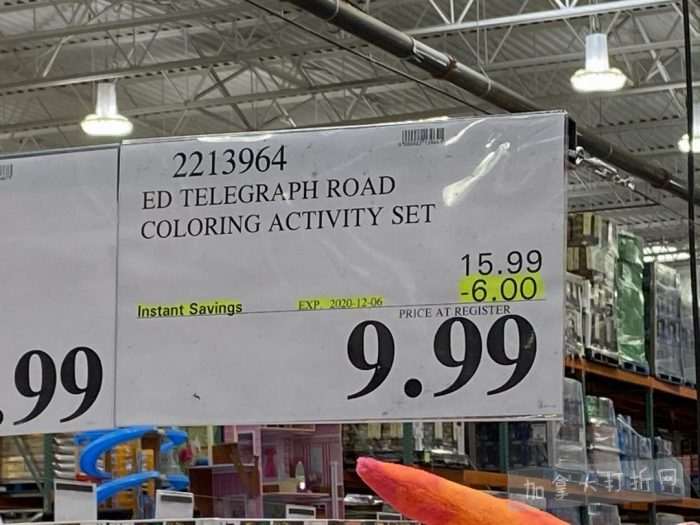 2213964
ED TELEGRAPH ROAD
COLORING ACTIVITY SET
15.99
-6.00
Instant Savings EXP. 2020-12-06
PRICE AT REGISTER
9.99
.99
加拿大打折网